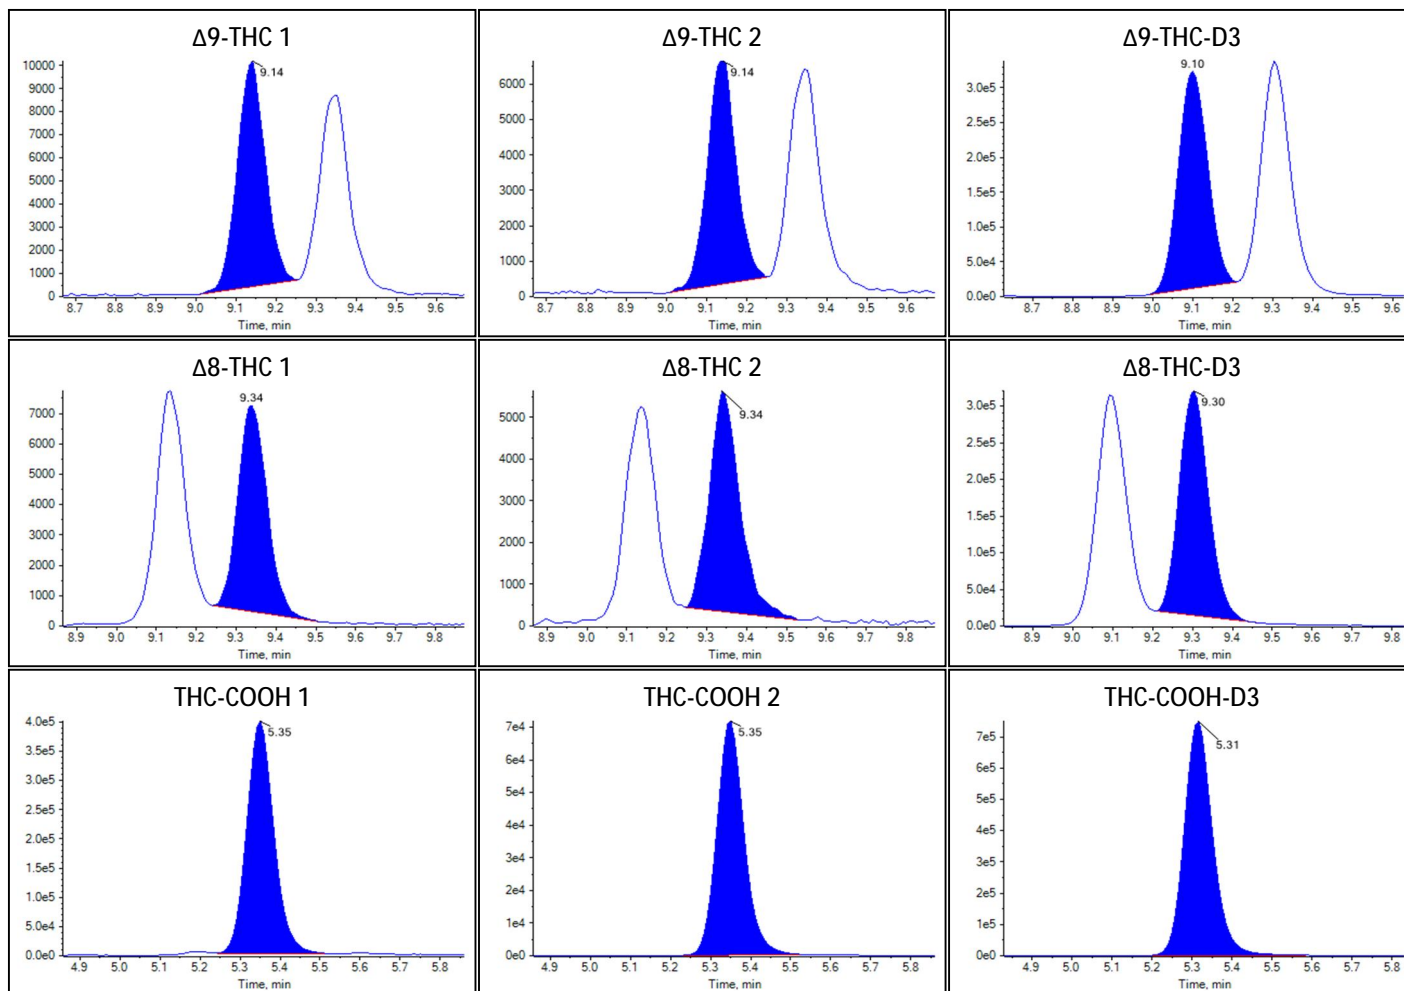 Δ9-THC 1
10000
9000
8000
7000
6000
5000
4000
3000
2000
1000
0
9.14
8.7 8.8 8.9 9.0 9.1 9.2 9.3 9.4 9.5 9.6
Time, min
Δ9-THC 2
6000
5000
4000
3000
2000
1000
0
9.14
8.7 8.8 8.9 9.0 9.1 9.2 9.3 9.4 9.5 9.6
Time, min
Δ9-THC-D3
9.10
3.0e5
2.5e5
2.0e5
1.5e5
1.0e5
5.0e4
0.0e0
8.7 8.8 8.9 9.0 9.1 9.2 9.3 9.4 9.5 9.6
Time, min
Δ8-THC 1
9.34
7000
6000
5000
4000
3000
2000
1000
0
8.9 9.0 9.1 9.2 9.3 9.4 9.5 9.6 9.7 9.8
Time, min
Δ8-THC 2
9.34
5000
4000
3000
2000
1000
0
8.9 9.0 9.1 9.2 9.3 9.4 9.5 9.6 9.7 9.8
Time, min
Δ8-THC-D3
9.30
3.0e5
2.5e5
2.0e5
1.5e5
1.0e5
5.0e4
0.0e0
8.9 9.0 9.1 9.2 9.3 9.4 9.5 9.6 9.7 9.8
Time, min
THC-COOH 1
4.0e5
5.35
3.5e5
3.0e5
2.5e5
2.0e5
1.5e5
1.0e5
5.0e4
0.0e0
4.9 5.0 5.1 5.2 5.3 5.4 5.5 5.6 5.7 5.8
Time, min
THC-COOH 2
7e4
5.35
6e4
5e4
4e4
3e4
2e4
1e4
0e0
4.9 5.0 5.1 5.2 5.3 5.4 5.5 5.6 5.7 5.8
Time, min
THC-COOH-D3
7e5
5.31
6e5
5e5
4e5
3e5
2e5
1e5
0e0
4.9 5.0 5.1 5.2 5.3 5.4 5.5 5.6 5.7 5.8
Time, min